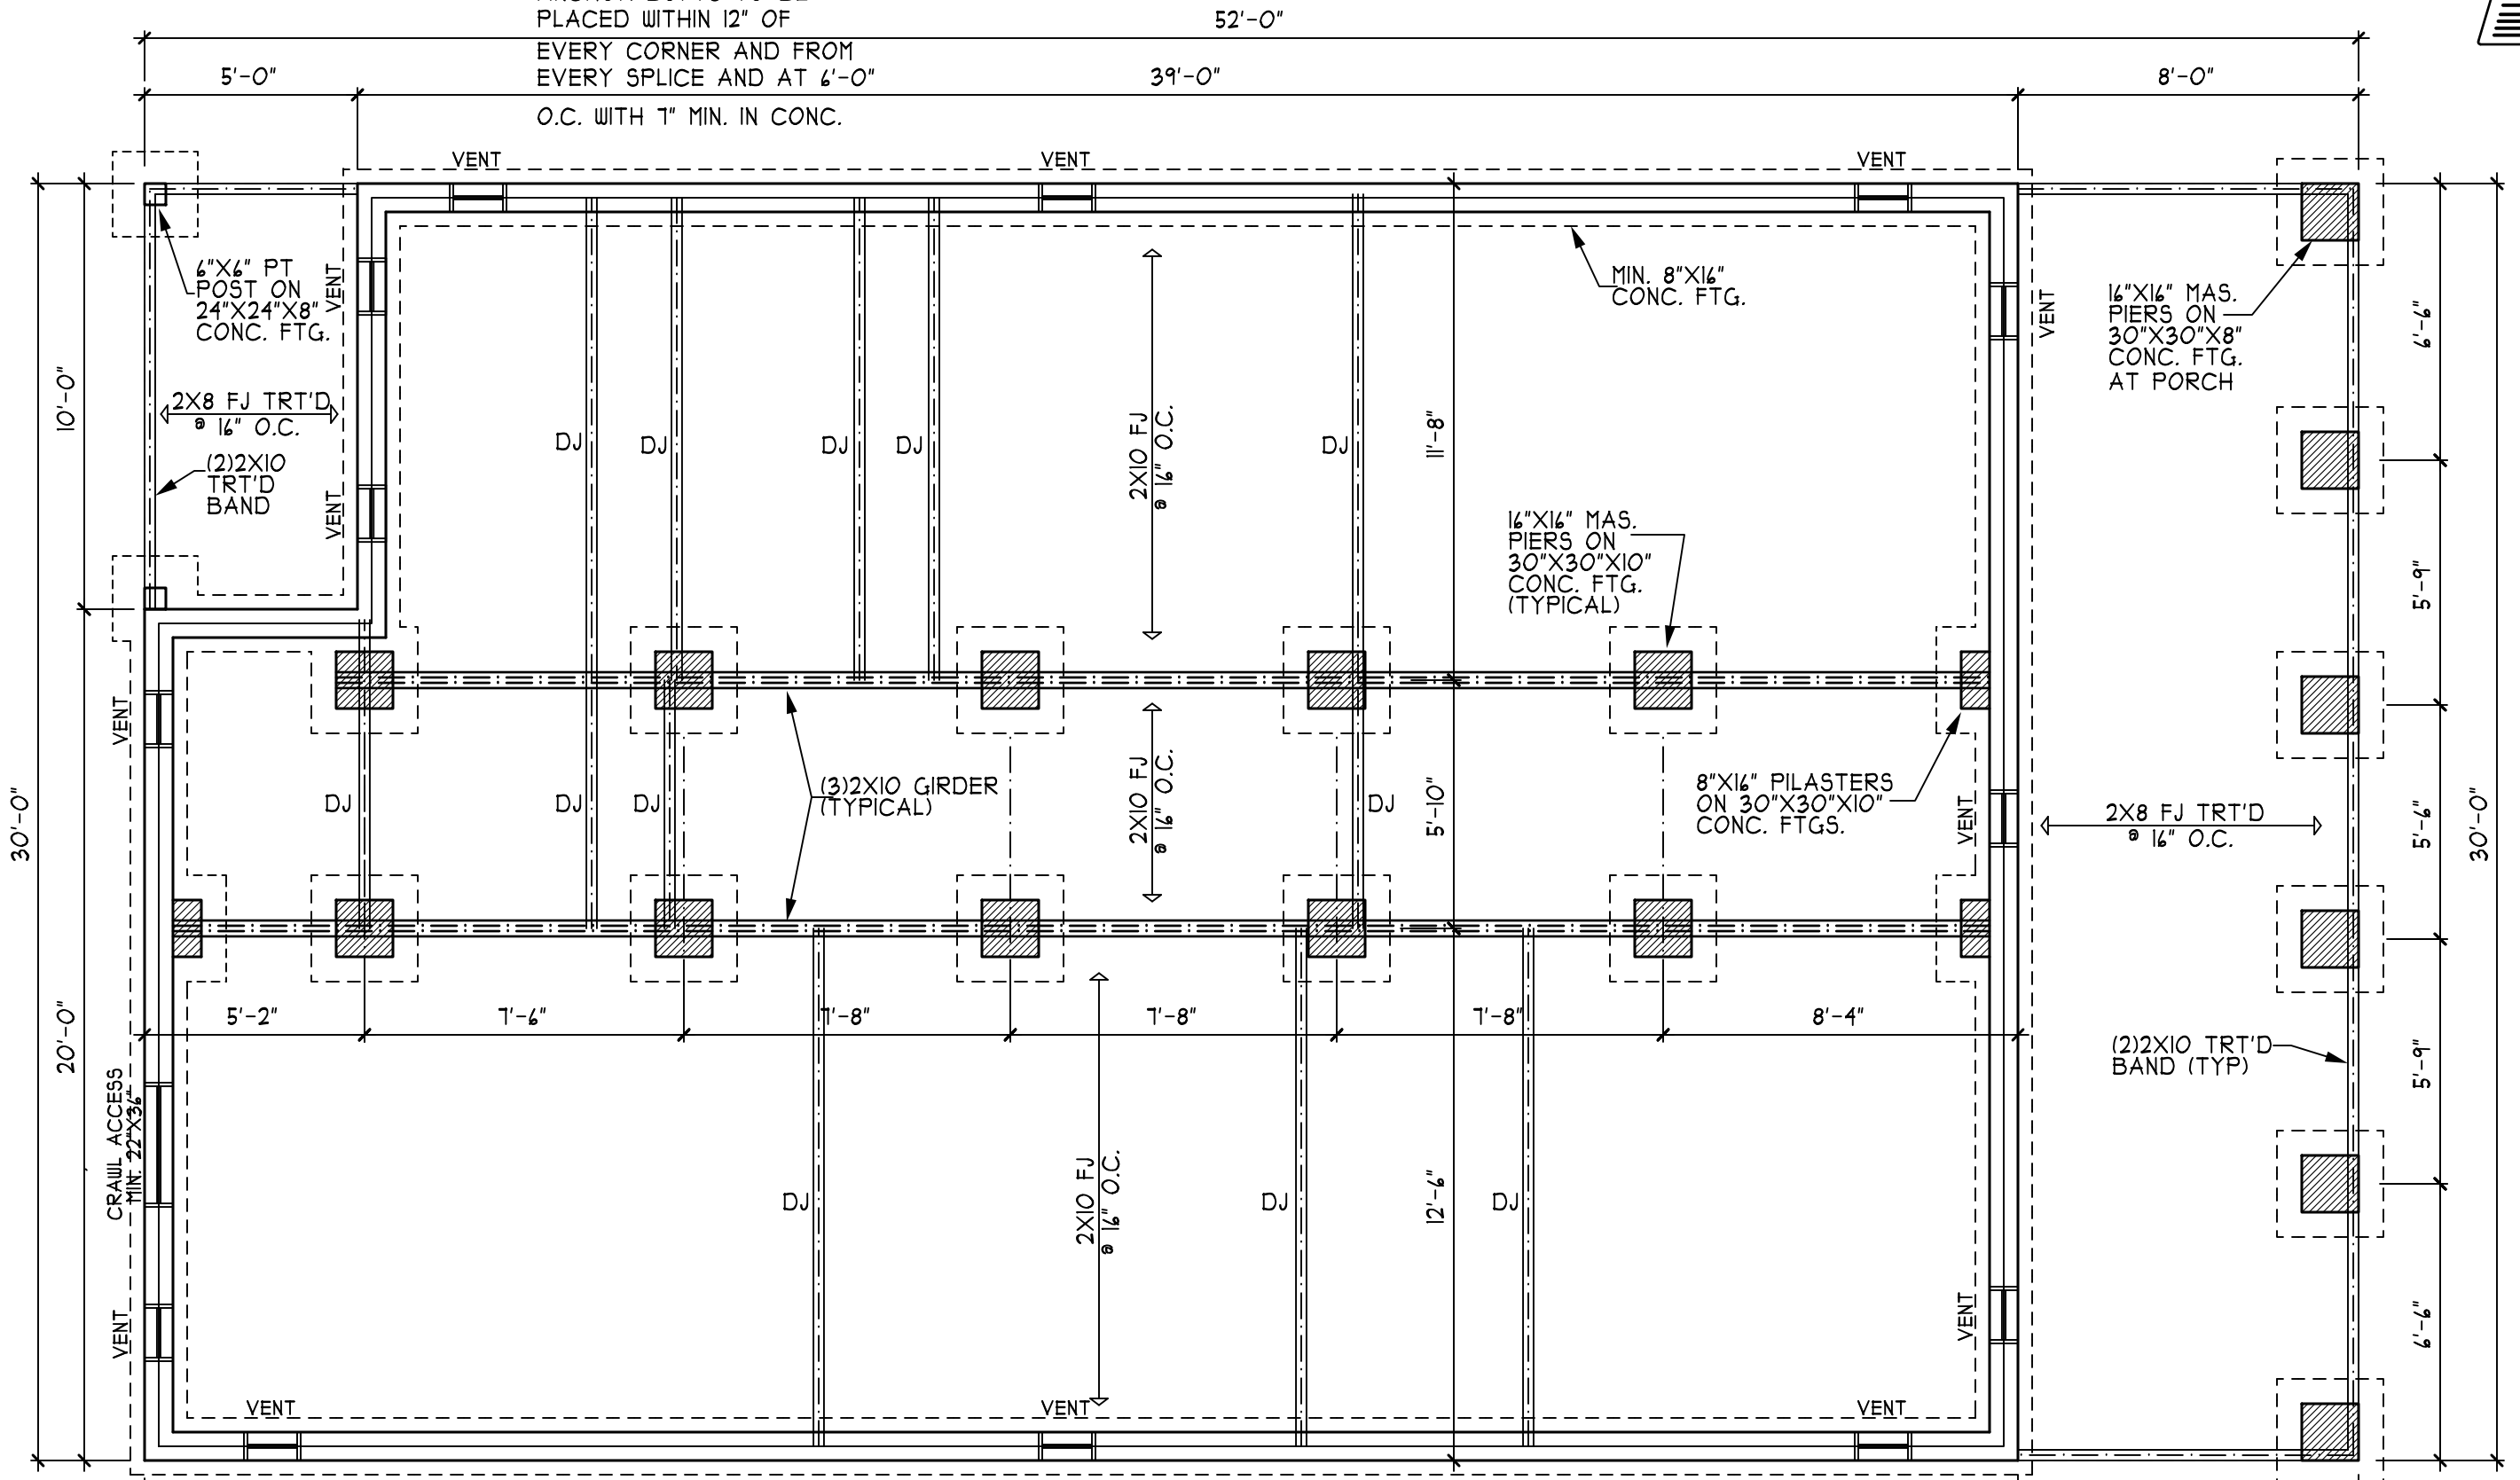 PLACED WITHIN 12" OF
EVERY CORNER AND FROM
EVERY SPLICE AND AT 6'-0"
O.C. WITH 7" MIN. IN CONC.
52'-0"
5'-0"
39'-0"
8'-0"
VENT
VENT
VENT
6"X6" PT
POST ON
24"X24"X8"
CONC. FTG.
VENT
MIN. 8"X16"
CONC. FTG.
VENT
16"X16" MAS.
PIERS ON
30"X30"X8"
CONC. FTG.
AT PORCH
6'-6"
10'-0"
2X8 FJ TRT'D
@ 16" O.C.
(2)2X10
TRT'D
BAND
VENT
DJ
DJ
DJ
DJ
2X10 FJ
@ 16" O.C.
DJ
11'-8"
16"X16" MAS.
PIERS ON
30"X30"X10"
CONC. FTG.
(TYPICAL)
5'-9"
VENT
30'-0"
DJ
DJ
DJ
(3)2X10 GIRDER
(TYPICAL)
2X10 FJ
@ 16" O.C.
DJ
5'-10"
8"X16" PILASTERS
ON 30"X30"X10"
CONC. FTGS.
VENT
2X8 FJ TRT'D
@ 16" O.C.
5'-6"
30'-0"
5'-2"
7'-6"
7'-8"
7'-8"
7'-8"
8'-4"
20'-0"
CRAWL ACCESS
MIN. 22"X36"
(2)2X10 TRT'D
BAND (TYP)
5'-9"
DJ
2X10 FJ
@ 16" O.C.
DJ
12'-6"
DJ
VENT
VENT
6'-6"
VENT
VENT
VENT